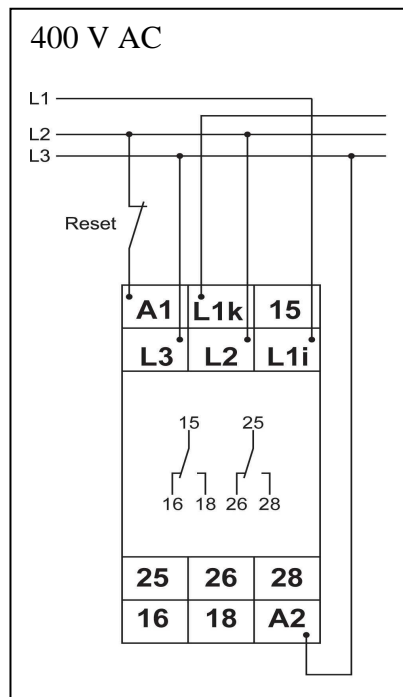 400 V AC
L1
L2
L3
Reset
A1 L1k 15
L3 L2 L1i
15 25
16 18 26 28
25 26 28
16 18 A2